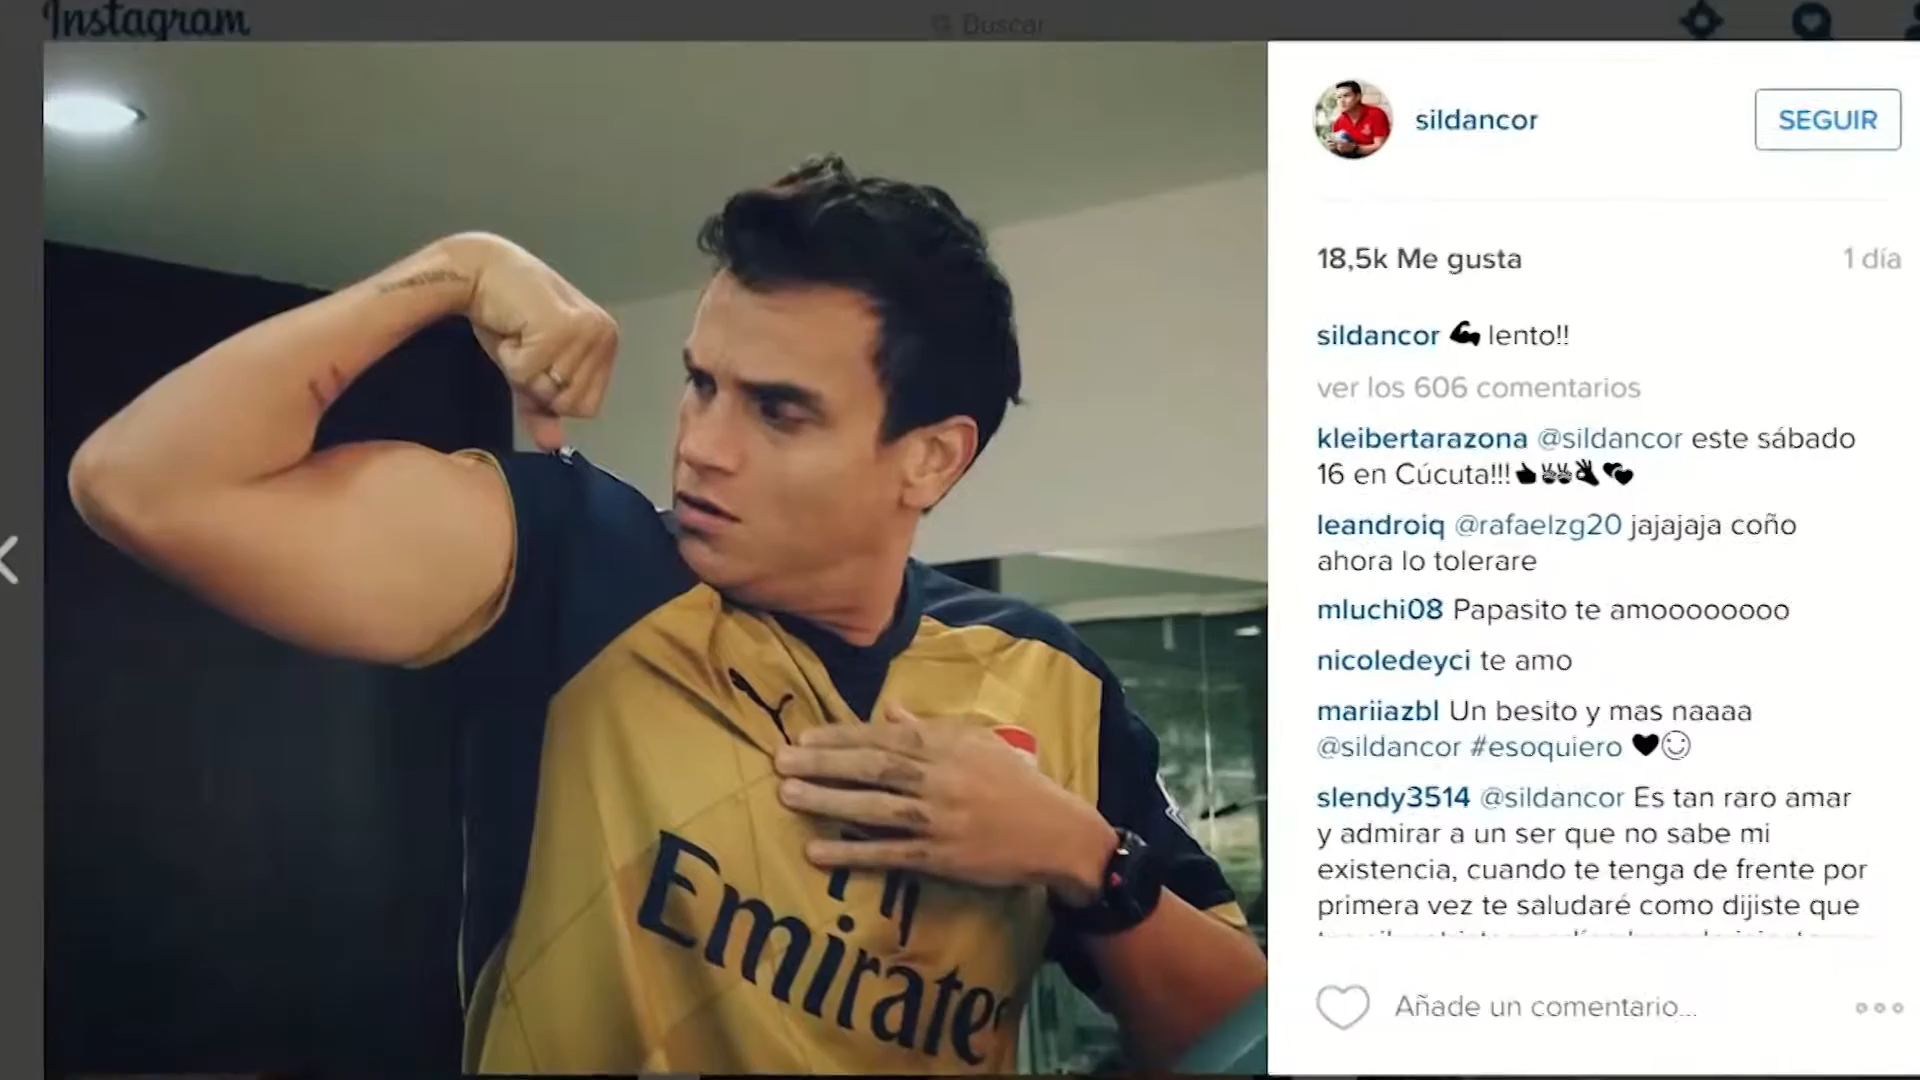 Instagram
Buscar
sildancor
SEGUIR
18,5k Me gusta
1 día
sildancor 💪 lento!!
ver los 606 comentarios
kleibertarazona @sildancor este sábado
16 en Cúcuta!!!👍✌✌👌💕
leandroiq @rafaelzg20 jajajaja coño
ahora lo tolerare
mluchi08 Papasito te amoooooooo
nicoledeyci te amo
mariiazbl Un besito y mas naaaa
@sildancor #esoquiero ♥☺
slendy3514 @sildancor Es tan raro amar
y admirar a un ser que no sabe mi
existencia, cuando te tenga de frente por
primera vez te saludaré como dijiste que
Añade un comentario...
Fly
Emirates